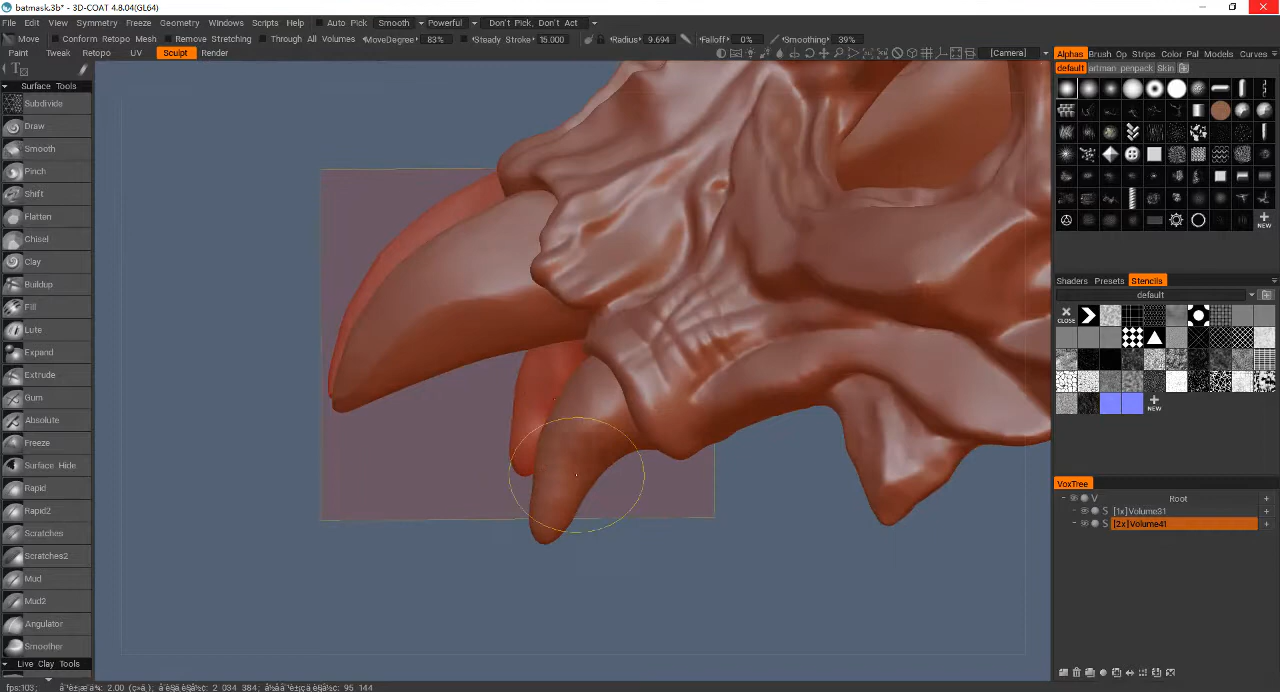 batmask.3b* - 3D-COAT 4.8.04(GL64)
File Edit View Symmetry Freeze Geometry Windows Scripts Help Auto Pick Smooth Powerful Don't Pick, Don't Act
Move Conform Retopo Mesh Remove Stretching Through All Volumes MoveDegree 83% Steady Stroke 15.000 Radius 9.694 Falloff 0% Smoothing 39%
Paint Tweak Retopo UV Sculpt Render [Camera]
Surface Tools
Subdivide
Draw
Smooth
Pinch
Shift
Flatten
Chisel
Clay
Buildup
Fill
Lute
Expand
Extrude
Gum
Absolute
Freeze
Surface Hide
Rapid
Rapid2
Scratches
Scratches2
Mud
Mud2
Angulator
Smoother
Live Clay Tools
Alphas Brush Op Strips Color Pal Models Curves
default artman penpack Skin
NEW
Shaders Presets Stencils
default
CLOSE
NEW
VoxTree
V Root
S [1x]Volume31
S [2x]Volume41
fps:103;